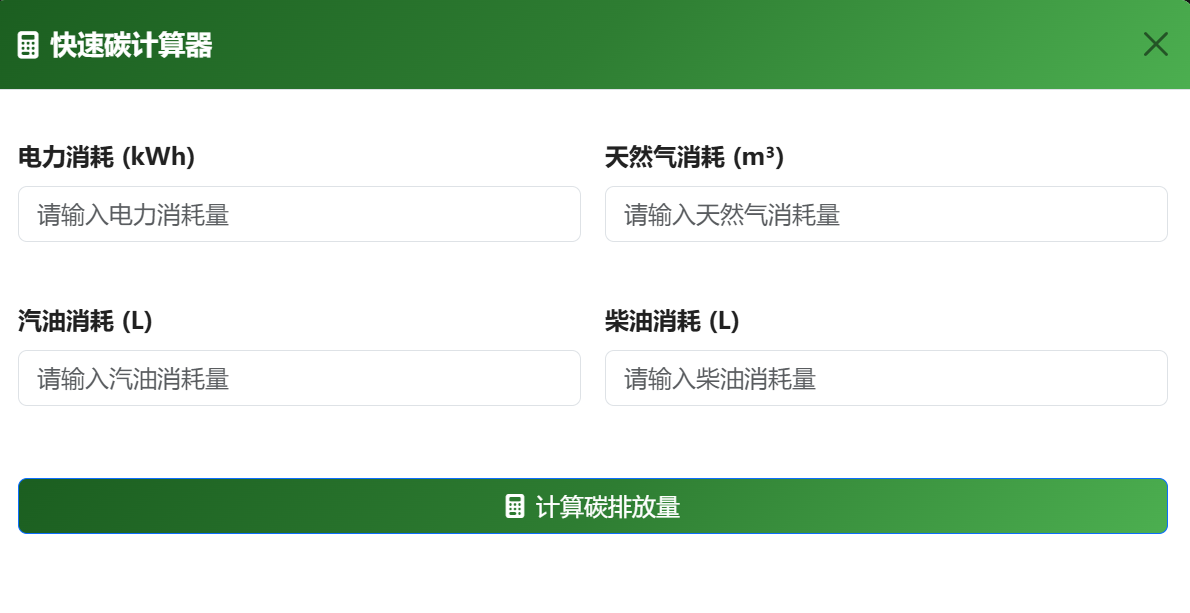 快速碳计算器
电力消耗 (kWh)
天然气消耗 (m³)
请输入电力消耗量
请输入天然气消耗量
汽油消耗 (L)
柴油消耗 (L)
请输入汽油消耗量
请输入柴油消耗量
计算碳排放量